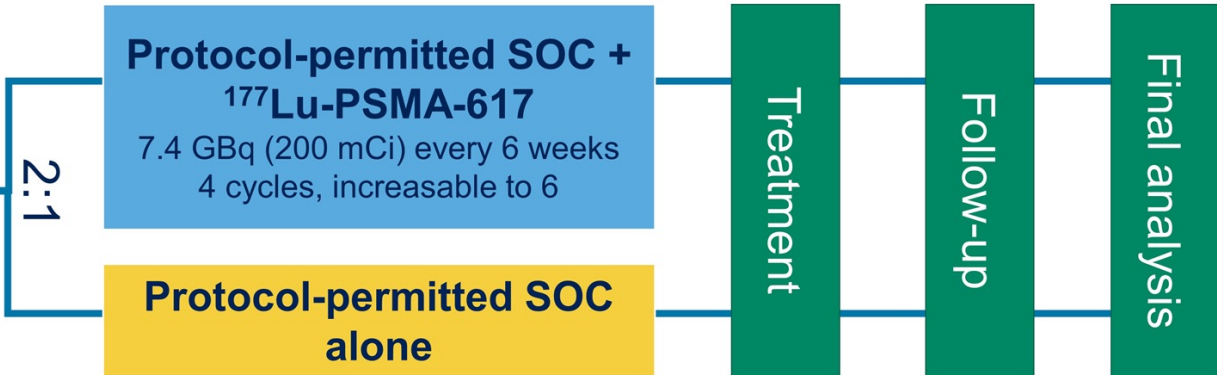 2:1
Protocol-permitted SOC +
¹⁷⁷Lu-PSMA-617
7.4 GBq (200 mCi) every 6 weeks
4 cycles, increasable to 6
Protocol-permitted SOC
alone
Treatment
Follow-up
Final analysis